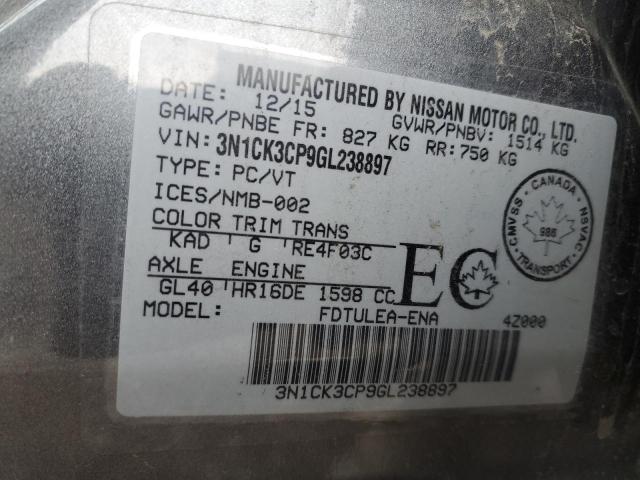 MANUFACTURED BY NISSAN MOTOR CO., LTD.
DATE: 12/15 GVWR/PNBV: 1514 KG
GAWR/PNBE FR: 827 KG RR: 750 KG
VIN: 3N1CK3CP9GL238897
TYPE: PC/VT
ICES/NMB-002
COLOR TRIM TRANS
KAD G RE4F03C
AXLE ENGINE
GL40 HR16DE 1598 CC
EC
MODEL: FDTULEA-ENA 4Z000
3N1CK3CP9GL238897
CANADA
CMVSS NSVAC
986
TRANSPORT